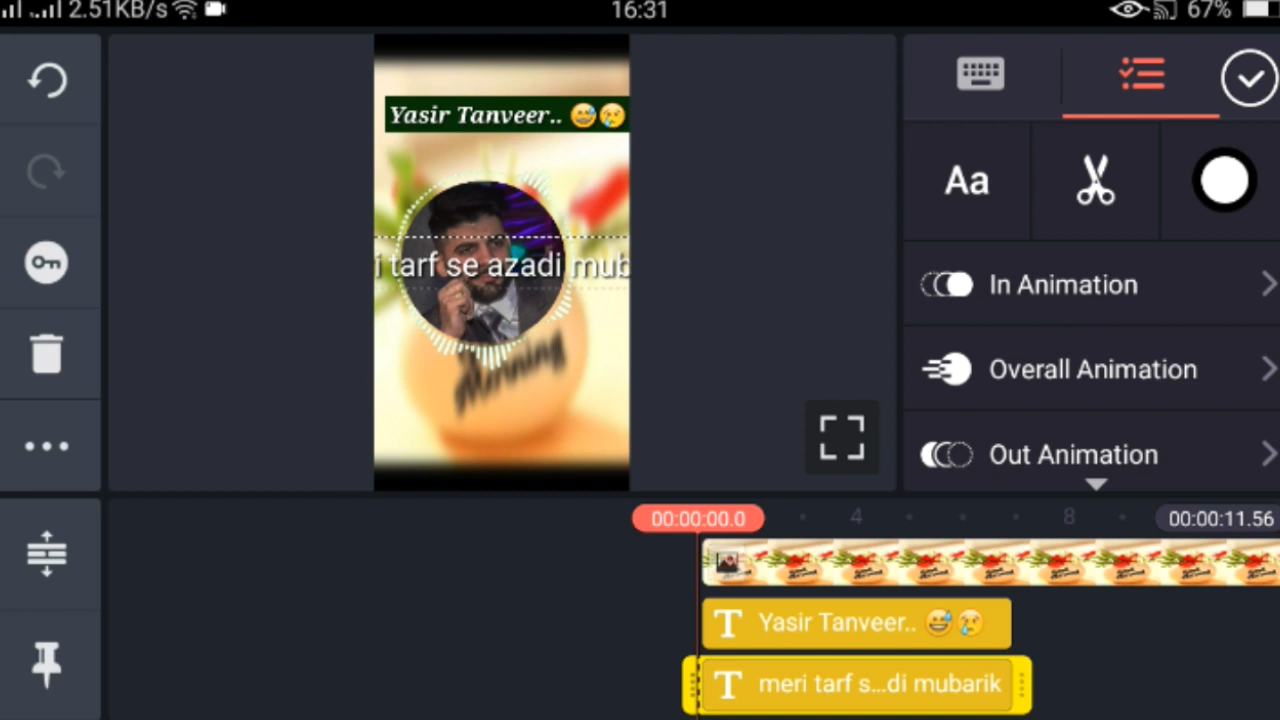 2.51KB/s
16:31
67%
Yasir Tanveer.. 😅😢
i tarf se azadi mub
Morning
Aa
In Animation
Overall Animation
Out Animation
00:00:00.0
4
8
00:00:11.56
T Yasir Tanveer.. 😅😢
T meri tarf s...di mubarik